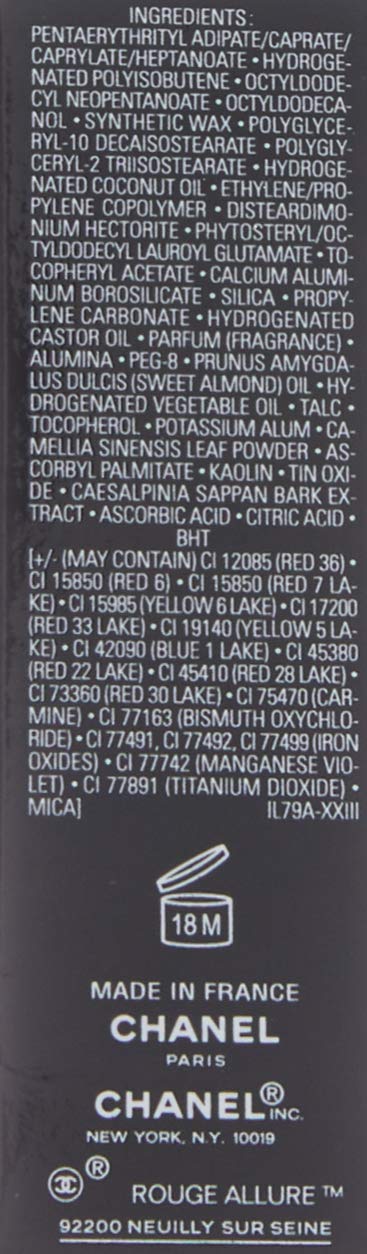 INGREDIENTS:
PENTAERYTHRITYL ADIPATE/CAPRATE/
CAPRYLATE/HEPTANOATE • HYDROGE-
NATED POLYISOBUTENE • OCTYLDODE-
CYL NEOPENTANOATE • OCTYLDODECA-
NOL • SYNTHETIC WAX • POLYGLYCE-
RYL-10 DECAISOSTEARATE • POLYGLY-
CERYL-2 TRIISOSTEARATE • HYDROGE-
NATED COCONUT OIL • ETHYLENE/PRO-
PYLENE COPOLYMER • DISTEARDIMO-
NIUM HECTORITE • PHYTOSTERYL/OC-
TYLDODECYL LAUROYL GLUTAMATE • TO-
COPHERYL ACETATE • CALCIUM ALUMI-
NUM BOROSILICATE • SILICA • PROPY-
LENE CARBONATE • HYDROGENATED
CASTOR OIL • PARFUM (FRAGRANCE) •
ALUMINA • PEG-8 • PRUNUS AMYGDA-
LUS DULCIS (SWEET ALMOND) OIL • HY-
DROGENATED VEGETABLE OIL • TALC •
TOCOPHEROL • POTASSIUM ALUM • CA-
MELLIA SINENSIS LEAF POWDER • AS-
CORBYL PALMITATE • KAOLIN • TIN OXI-
DE • CAESALPINIA SAPPAN BARK EX-
TRACT • ASCORBIC ACID • CITRIC ACID •
BHT
[+/- (MAY CONTAIN) CI 12085 (RED 36) •
CI 15850 (RED 6) • CI 15850 (RED 7 LA-
KE) • CI 15985 (YELLOW 6 LAKE) • CI 17200
(RED 33 LAKE) • CI 19140 (YELLOW 5 LA-
KE) • CI 42090 (BLUE 1 LAKE) • CI 45380
(RED 22 LAKE) • CI 45410 (RED 28 LAKE) •
CI 73360 (RED 30 LAKE) • CI 75470 (CAR-
MINE) • CI 77163 (BISMUTH OXYCHLO-
RIDE) • CI 77491, CI 77492, CI 77499 (IRON
OXIDES) • CI 77742 (MANGANESE VIO-
LET) • CI 77891 (TITANIUM DIOXIDE) •
MICA] IL79A-XXIII
18 M
MADE IN FRANCE
CHANEL
PARIS
CHANEL® INC.
NEW YORK, N.Y. 10019
® ROUGE ALLURE ™
92200 NEUILLY SUR SEINE